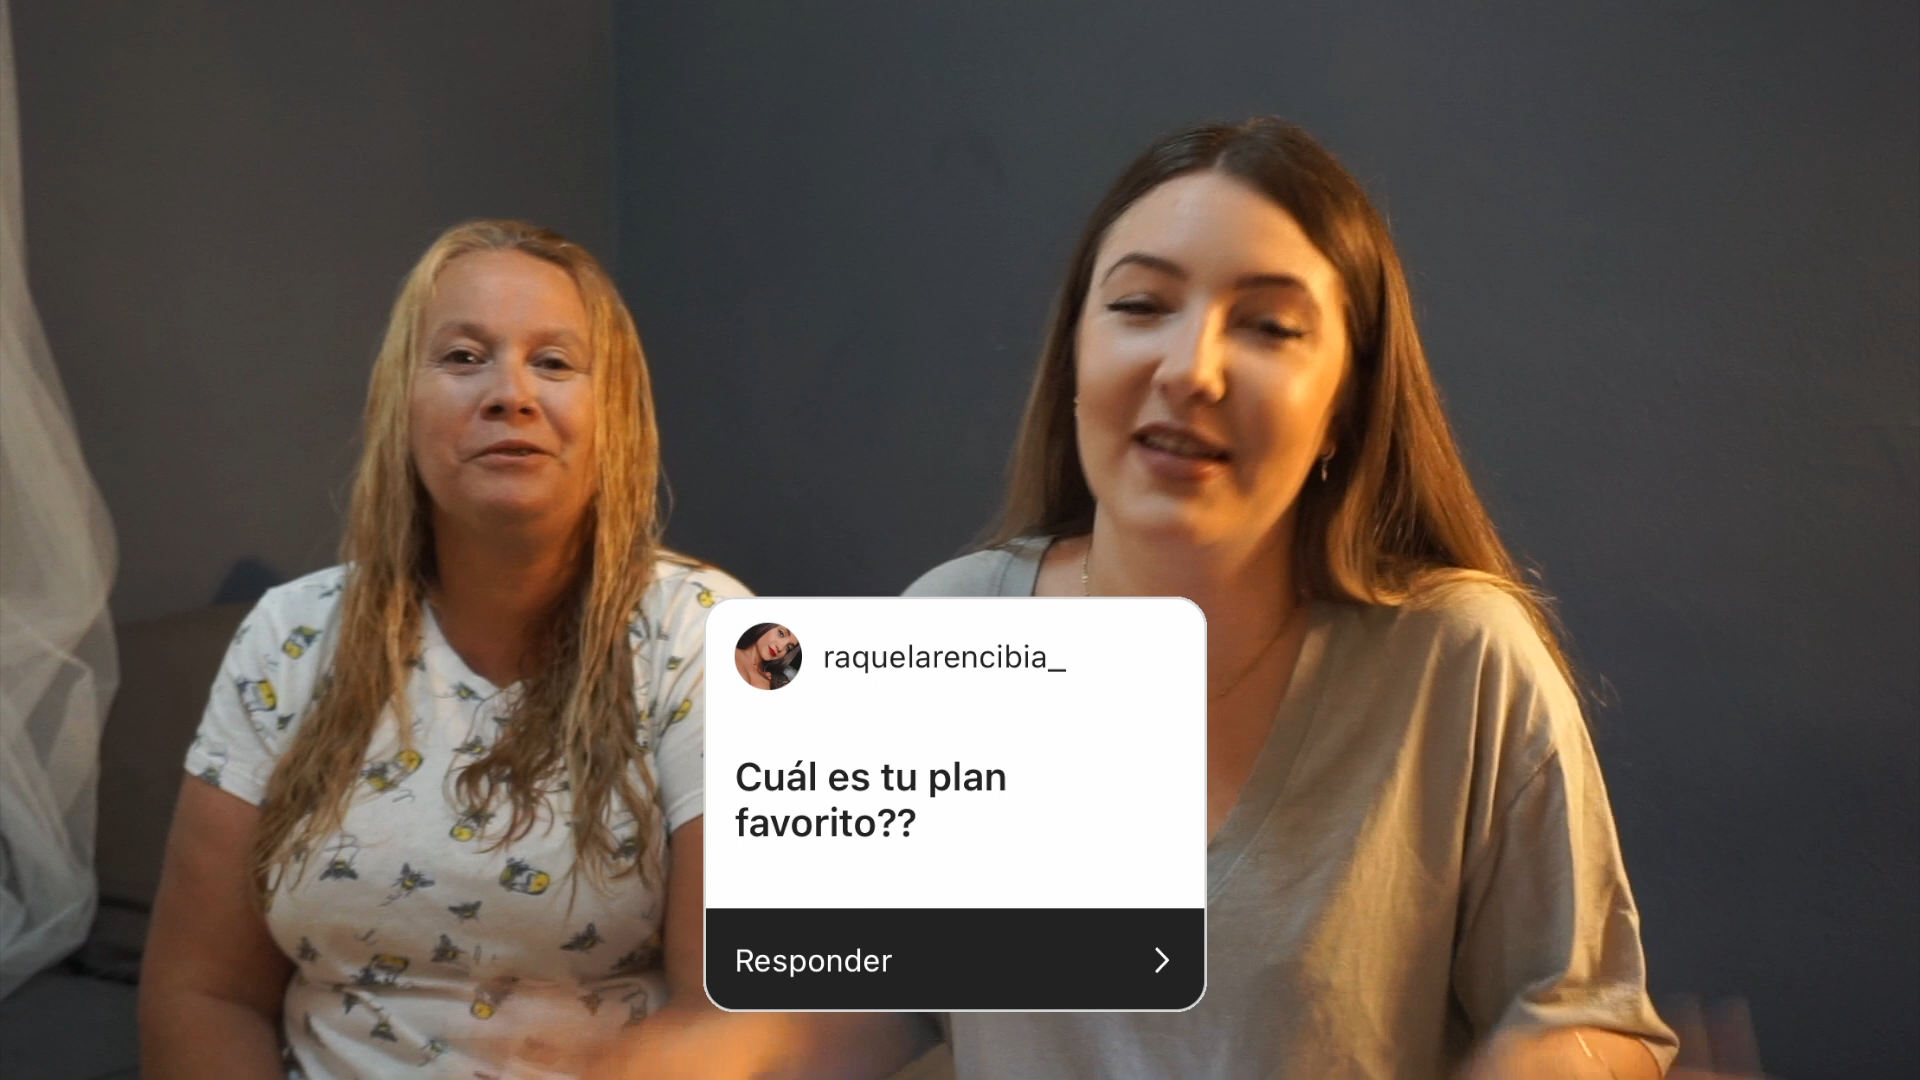 raquelarencibia_
Cuál es tu plan
favorito??
Responder